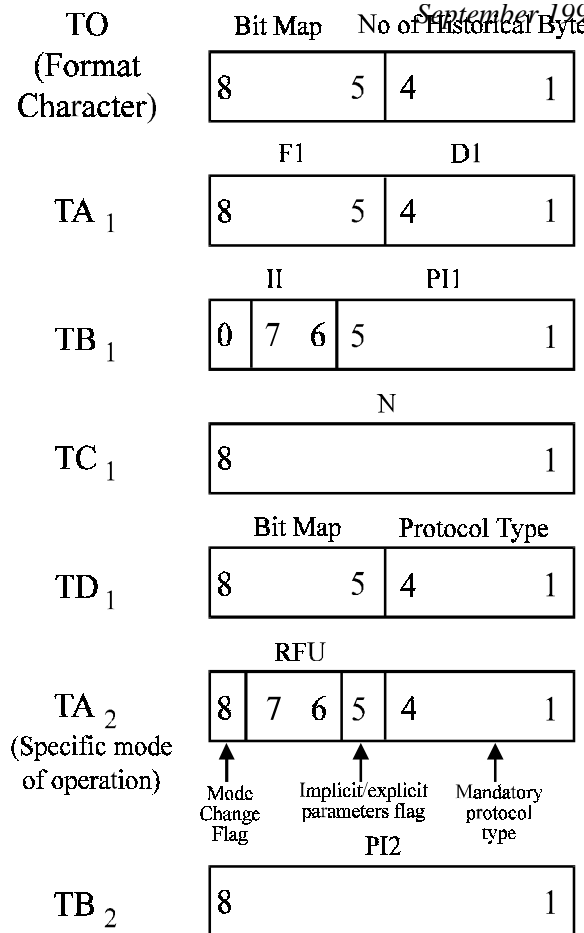 September 199
TO
(Format
Character)
Bit Map No of Historical Byte
8 5 4 1
F1 D1
TA 1
8 5 4 1
II PI1
TB 1
0 7 6 5 1
N
TC 1
8 1
Bit Map Protocol Type
TD 1
8 5 4 1
RFU
TA 2
(Specific mode
of operation)
8 7 6 5 4 1
Mode
Change
Flag
Implicit/explicit
parameters flag
Mandatory
protocol
type
PI2
TB 2
8 1